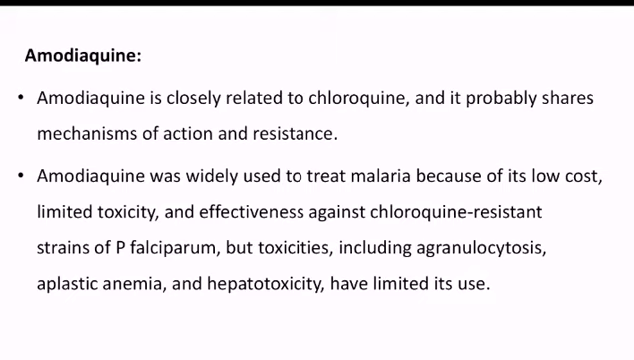 Amodiaquine:
• Amodiaquine is closely related to chloroquine, and it probably shares
mechanisms of action and resistance.
• Amodiaquine was widely used to treat malaria because of its low cost,
limited toxicity, and effectiveness against chloroquine-resistant
strains of P falciparum, but toxicities, including agranulocytosis,
aplastic anemia, and hepatotoxicity, have limited its use.